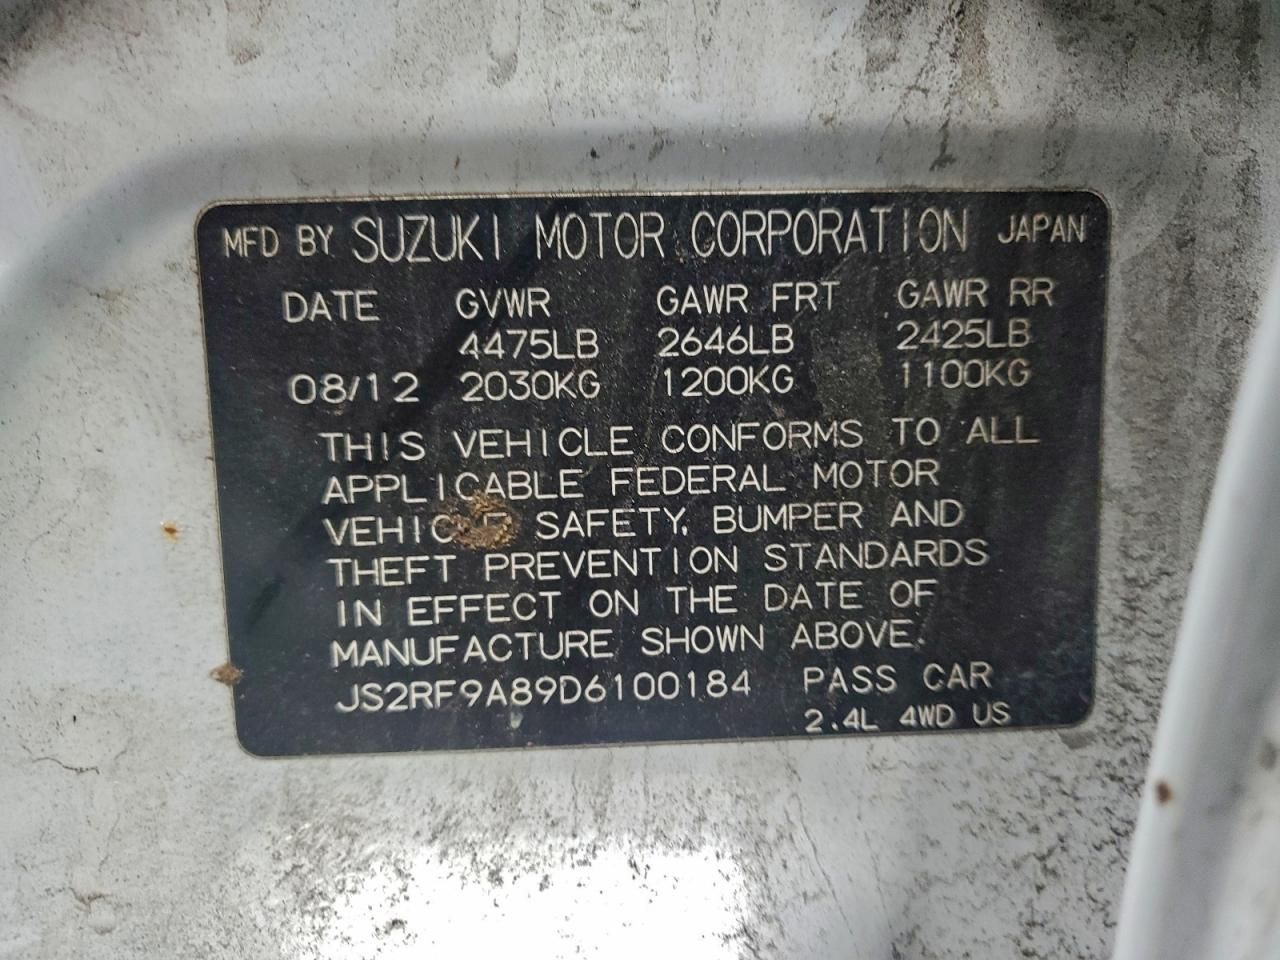 MFD BY SUZUKI MOTOR CORPORATION JAPAN
DATE GVWR GAWR FRT GAWR RR
4475LB 2646LB 2425LB
08/12 2030KG 1200KG 1100KG
THIS VEHICLE CONFORMS TO ALL
APPLICABLE FEDERAL MOTOR
VEHICLE SAFETY, BUMPER AND
THEFT PREVENTION STANDARDS
IN EFFECT ON THE DATE OF
MANUFACTURE SHOWN ABOVE.
JS2RF9A89D6100184 PASS CAR
2.4L 4WD US